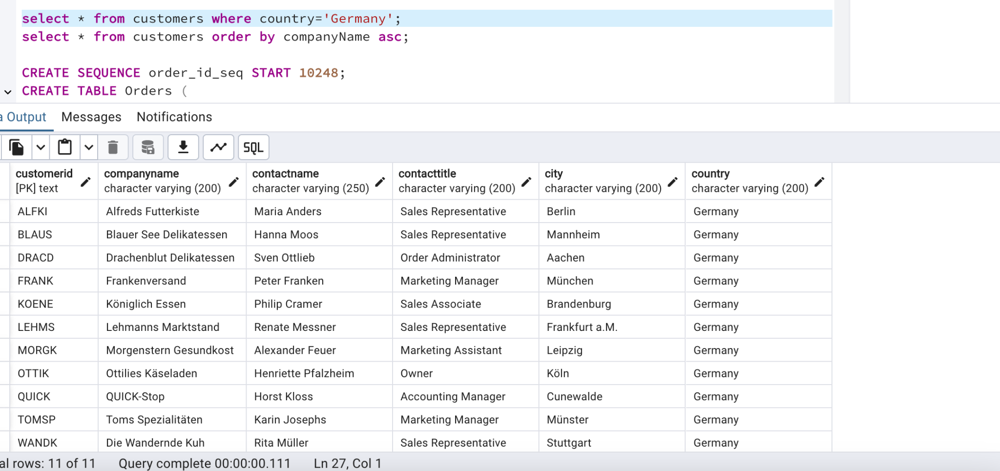 select * from customers where country='Germany';
select * from customers order by companyName asc;
CREATE SEQUENCE order_id_seq START 10248;
CREATE TABLE Orders (
a Output Messages Notifications
SQL
customerid companyname contactname contacttitle city country
[PK] text character varying (200) character varying (250) character varying (200) character varying (200) character varying (200)
ALFKI Alfreds Futterkiste Maria Anders Sales Representative Berlin Germany
BLAUS Blauer See Delikatessen Hanna Moos Sales Representative Mannheim Germany
DRACD Drachenblut Delikatessen Sven Ottlieb Order Administrator Aachen Germany
FRANK Frankenversand Peter Franken Marketing Manager München Germany
KOENE Königlich Essen Philip Cramer Sales Associate Brandenburg Germany
LEHMS Lehmanns Marktstand Renate Messner Sales Representative Frankfurt a.M. Germany
MORGK Morgenstern Gesundkost Alexander Feuer Marketing Assistant Leipzig Germany
OTTIK Ottilies Käseladen Henriette Pfalzheim Owner Köln Germany
QUICK QUICK-Stop Horst Kloss Accounting Manager Cunewalde Germany
TOMSP Toms Spezialitäten Karin Josephs Marketing Manager Münster Germany
WANDK Die Wandernde Kuh Rita Müller Sales Representative Stuttgart Germany
al rows: 11 of 11 Query complete 00:00:00.111 Ln 27, Col 1